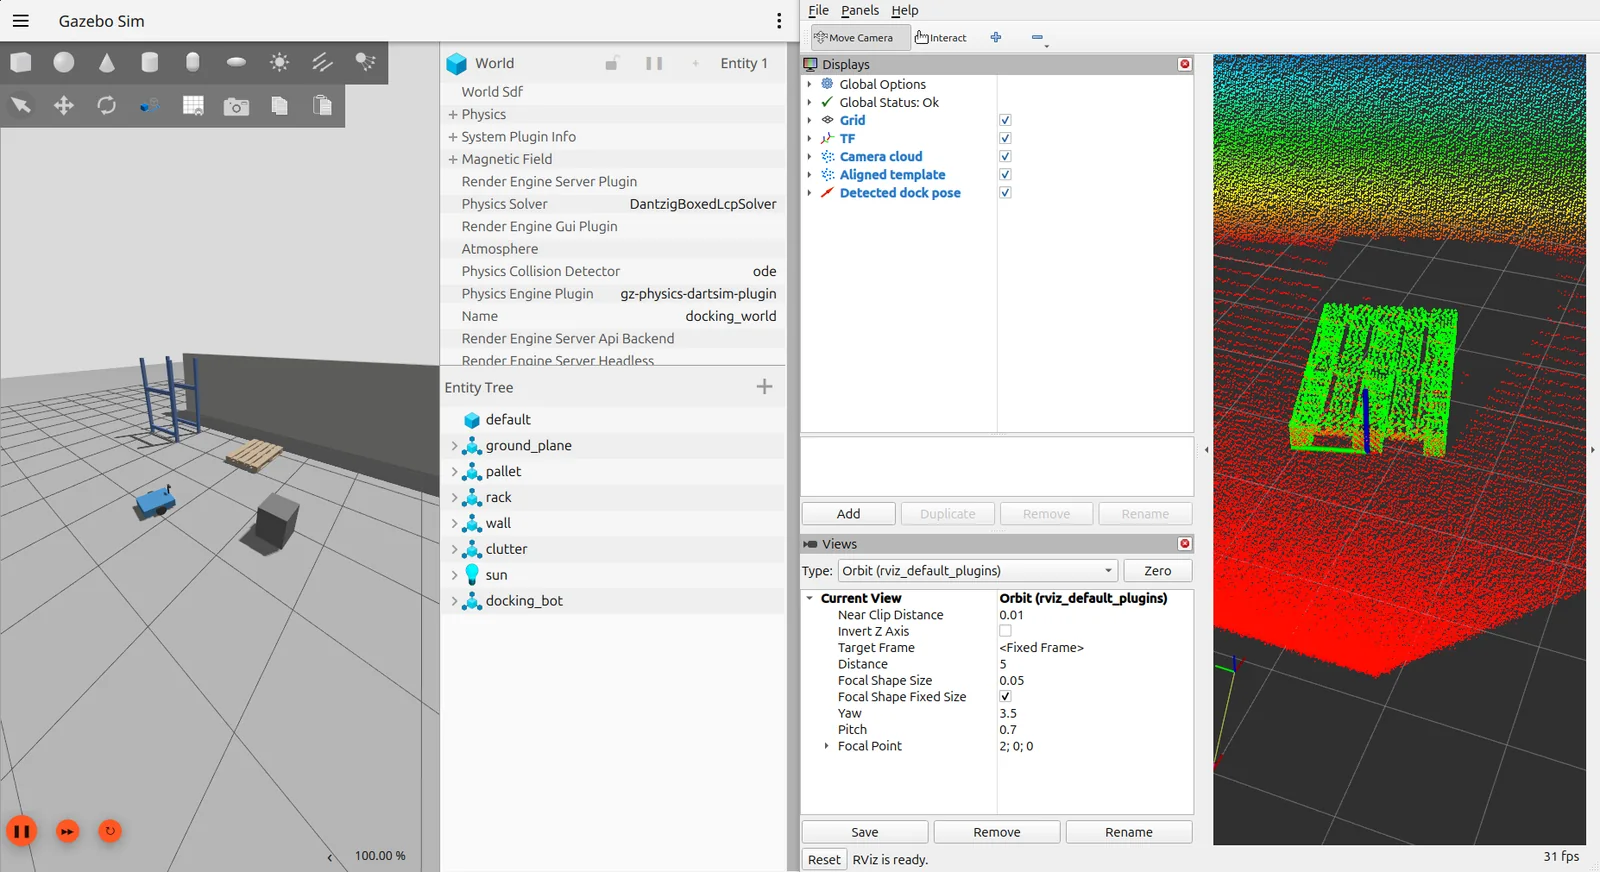 Gazebo Sim
World
Entity 1
World Sdf
Physics
System Plugin Info
Magnetic Field
Render Engine Server Plugin
Physics Solver DantzigBoxedLcpSolver
Render Engine Gui Plugin
Atmosphere
Physics Collision Detector ode
Physics Engine Plugin gz-physics-dartsim-plugin
Name docking_world
Render Engine Server Api Backend
Render Engine Server Headless
Entity Tree
default
ground_plane
pallet
rack
wall
clutter
sun
docking_bot
100.00 %
File Panels Help
Move Camera Interact
Displays
Global Options
Global Status: Ok
Grid
TF
Camera cloud
Aligned template
Detected dock pose
Add Duplicate Remove Rename
Views
Type: Orbit (rviz_default_plugins) Zero
Current View Orbit (rviz_default_plugins)
Near Clip Distance 0.01
Invert Z Axis
Target Frame <Fixed Frame>
Distance 5
Focal Shape Size 0.05
Focal Shape Fixed Size
Yaw 3.5
Pitch 0.7
Focal Point 2; 0; 0
Save Remove Rename
Reset RViz is ready.
31 fps